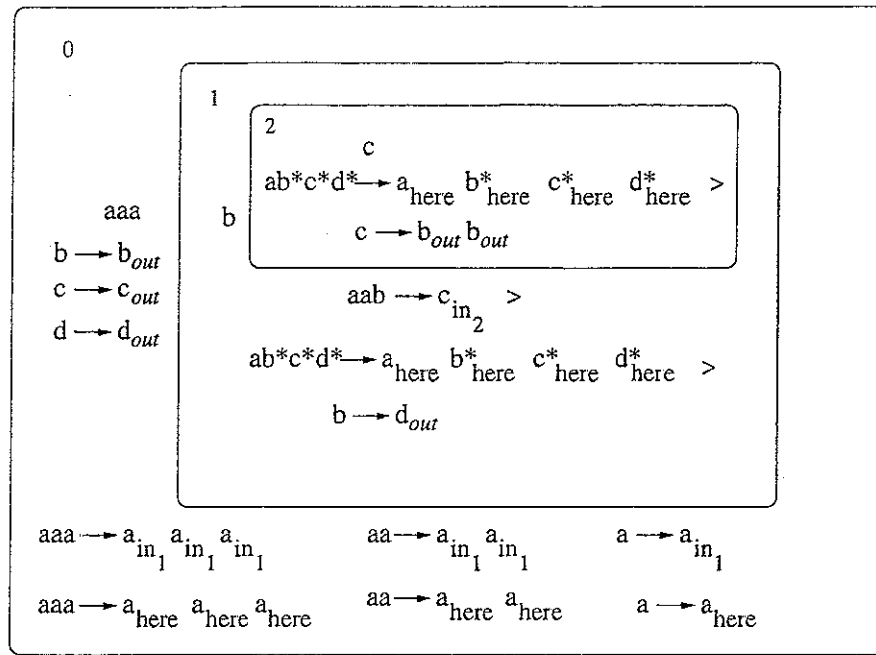 0
1
2
c
ab*c*d* → a_here b*_here c*_here d*_here >
aaa
b
c → b_out b_out
b → b_out
c → c_out
d → d_out
aab → c_in_2 >
ab*c*d* → a_here b*_here c*_here d*_here >
b → d_out
aaa → a_in_1 a_in_1 a_in_1
aa → a_in_1 a_in_1
a → a_in_1
aaa → a_here a_here a_here
aa → a_here a_here
a → a_here